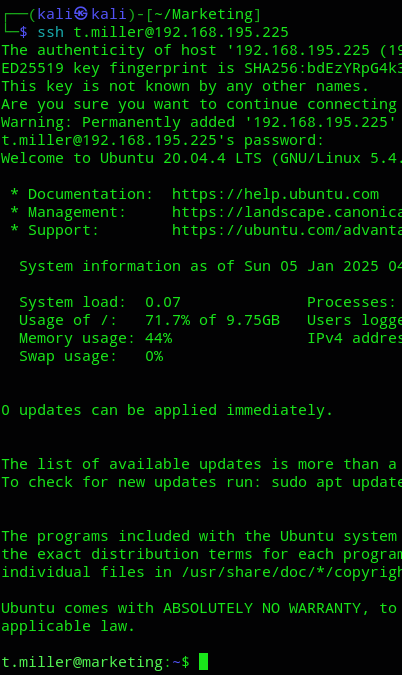 ┌──(kali㉿kali)-[~/Marketing]
└─$ ssh t.miller@192.168.195.225
The authenticity of host '192.168.195.225 (19
ED25519 key fingerprint is SHA256:bdEzYRpG4k3
This key is not known by any other names.
Are you sure you want to continue connecting
Warning: Permanently added '192.168.195.225'
t.miller@192.168.195.225's password:
Welcome to Ubuntu 20.04.4 LTS (GNU/Linux 5.4.
* Documentation:  https://help.ubuntu.com
* Management:     https://landscape.canonica
* Support:        https://ubuntu.com/advanta
System information as of Sun 05 Jan 2025 04
System load:  0.07                Processes:
Usage of /:   71.7% of 9.75GB   Users logge
Memory usage: 44%                IPv4 addres
Swap usage:   0%
0 updates can be applied immediately.
The list of available updates is more than a
To check for new updates run: sudo apt update
The programs included with the Ubuntu system
the exact distribution terms for each program
individual files in /usr/share/doc/*/copyrigh
Ubuntu comes with ABSOLUTELY NO WARRANTY, to
applicable law.
t.miller@marketing:~$